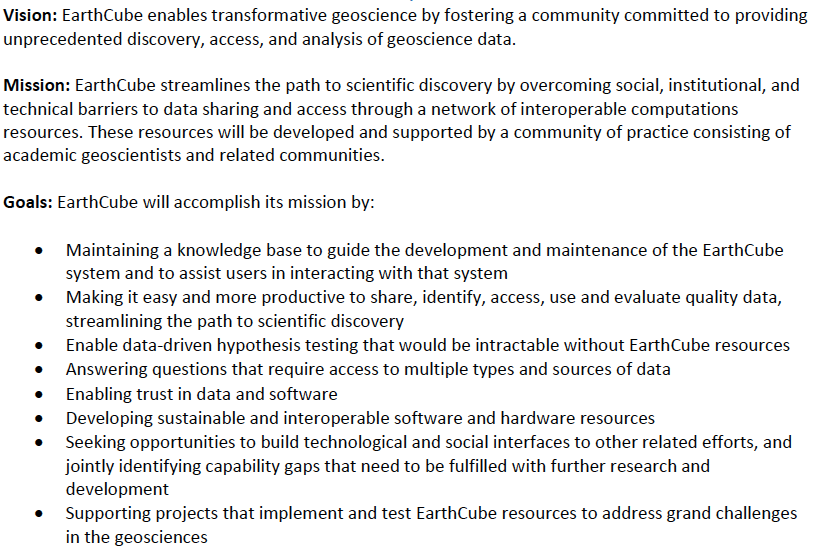 Vision: EarthCube enables transformative geoscience by fostering a community committed to providing
unprecedented discovery, access, and analysis of geoscience data.
Mission: EarthCube streamlines the path to scientific discovery by overcoming social, institutional, and
technical barriers to data sharing and access through a network of interoperable computations
resources. These resources will be developed and supported by a community of practice consisting of
academic geoscientists and related communities.
Goals: EarthCube will accomplish its mission by:
• Maintaining a knowledge base to guide the development and maintenance of the EarthCube
system and to assist users in interacting with that system
• Making it easy and more productive to share, identify, access, use and evaluate quality data,
streamlining the path to scientific discovery
• Enable data-driven hypothesis testing that would be intractable without EarthCube resources
• Answering questions that require access to multiple types and sources of data
• Enabling trust in data and software
• Developing sustainable and interoperable software and hardware resources
• Seeking opportunities to build technological and social interfaces to other related efforts, and
jointly identifying capability gaps that need to be fulfilled with further research and
development
• Supporting projects that implement and test EarthCube resources to address grand challenges
in the geosciences